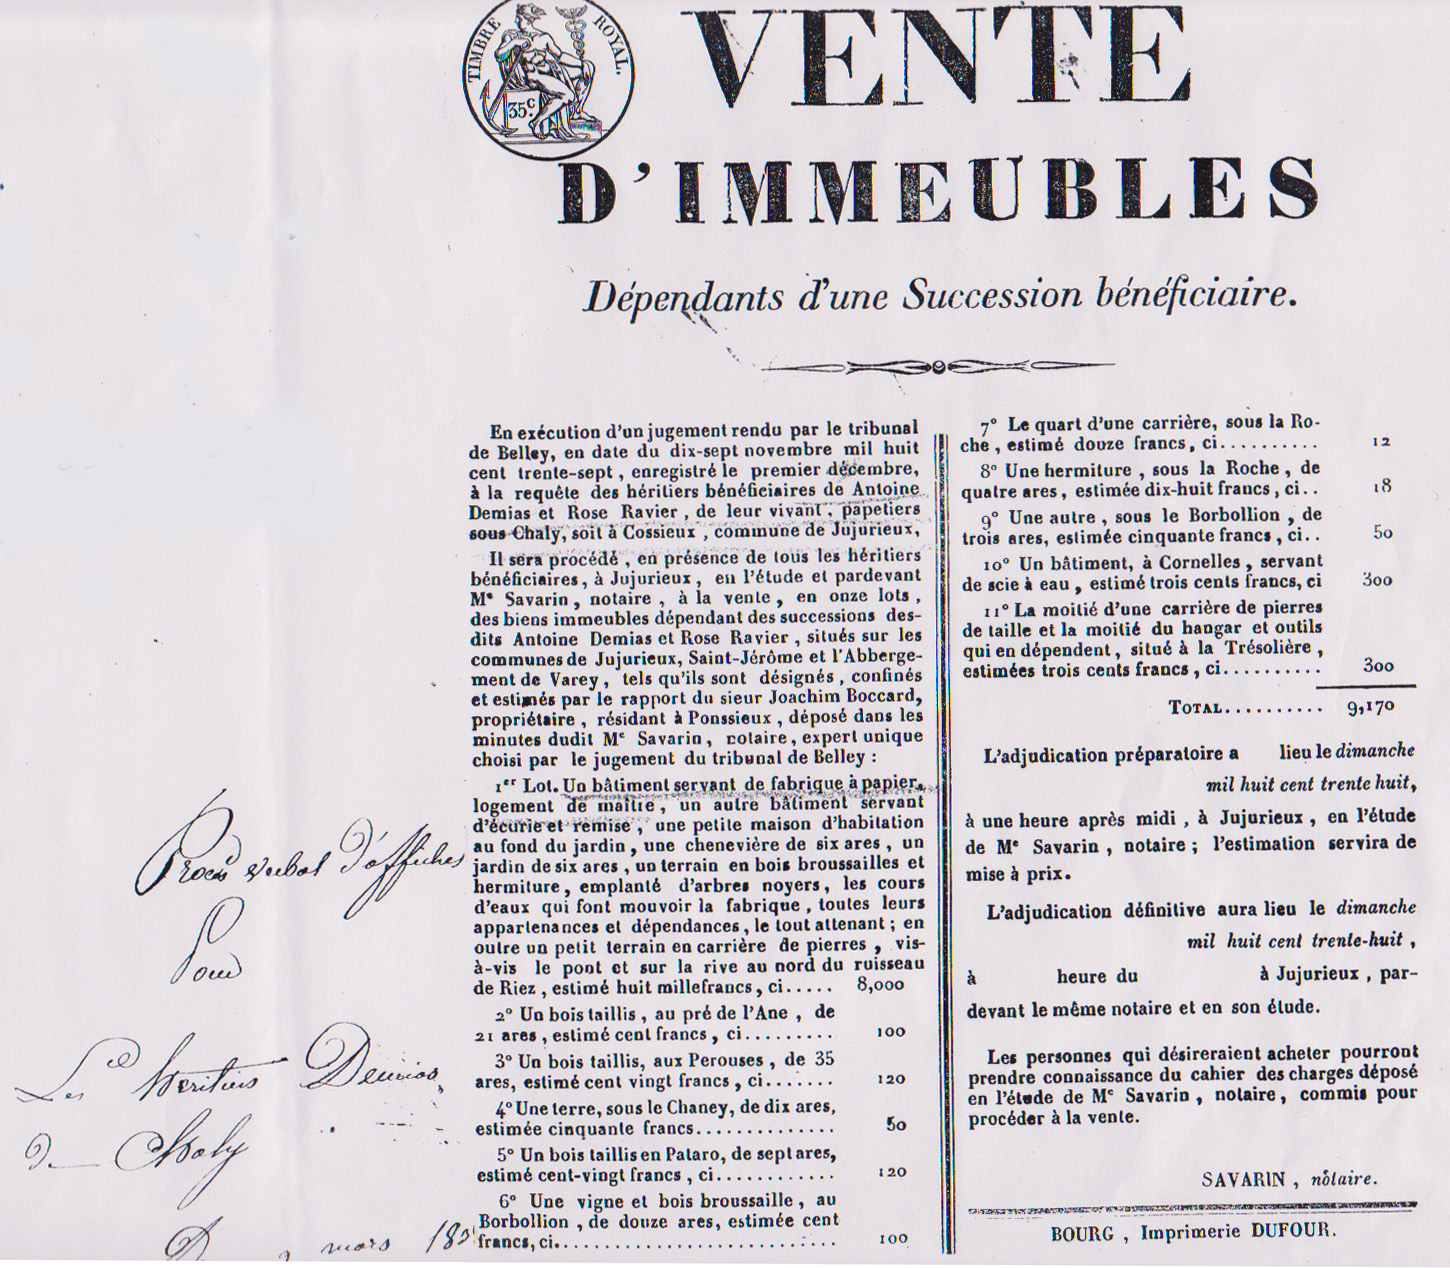 TIMBRE ROYAL.
35c.
VENTE
D'IMMEUBLES
Dépendants d'une Succession bénéficiaire.
En exécution d'un jugement rendu par le tribunal
de Belley, en date du dix-sept novembre mil huit
cent trente-sept, enregistré le premier décembre,
à la requête des héritiers bénéficiaires de Antoine
Demias et Rose Ravier, de leur vivant, papetiers
sous Chaly, soit à Cossieux, commune de Jujurieux,
Il sera procédé, en présence de tous les héritiers
bénéficiaires, à Jujurieux, en l'étude et pardevant
Me Savarin, notaire, à la vente, en onze lots,
des biens immeubles dépendant des successions des-
dits Antoine Demias et Rose Ravier, situés sur les
communes de Jujurieux, Saint-Jérôme et l'Abberge-
ment de Varey, tels qu'ils sont désignés, confinés
et estimés par le rapport du sieur Joachim Boccard,
propriétaire, résidant à Ponssieux, déposé dans les
minutes dudit Me Savarin, notaire, expert unique
choisi par le jugement du tribunal de Belley :
1er Lot. Un bâtiment servant de fabrique à papier,
logement de maître, un autre bâtiment servant
d'écurie et remise, une petite maison d'habitation
au fond du jardin, une chenevière de six ares, un
jardin de six ares, un terrain en bois broussailles et
hermiture, emplanté d'arbres noyers, les cours
d'eaux qui font mouvoir la fabrique, toutes leurs
appartenances et dépendances, le tout attenant; en
outre un petit terrain en carrière de pierres, vis-
à-vis le pont et sur la rive au nord du ruisseau
de Riez, estimé huit mille francs, ci..... 8,000
2° Un bois taillis, au pré de l'Ane, de
21 ares, estimé cent francs, ci......... 100
3° Un bois taillis, aux Perouses, de 35
ares, estimé cent vingt francs, ci....... 120
4° Une terre, sous le Chaney, de dix ares,
estimée cinquante francs.............. 50
5° Un bois taillis en Pataro, de sept ares,
estimé cent-vingt francs, ci............ 120
6° Une vigne et bois broussaille, au
Borbollion, de douze ares, estimée cent
francs, ci............................ 100
7° Le quart d'une carrière, sous la Ro-
che, estimé douze francs, ci.......... 12
8° Une hermiture, sous la Roche, de
quatre ares, estimée dix-huit francs, ci.. 18
9° Une autre, sous le Borbollion, de
trois ares, estimée cinquante francs, ci.. 50
10° Un bâtiment, à Cornelles, servant
de scie à eau, estimé trois cents francs, ci 300
11° La moitié d'une carrière de pierres
de taille et la moitié du hangar et outils
qui en dépendent, situé à la Trésolière,
estimées trois cents francs, ci.......... 300
TOTAL.......... 9,170
L'adjudication préparatoire a lieu le dimanche
mil huit cent trente huit,
à une heure après midi, à Jujurieux, en l'étude
de Me Savarin, notaire; l'estimation servira de
mise à prix.
L'adjudication définitive aura lieu le dimanche
mil huit cent trente-huit,
à heure du à Jujurieux, par-
devant le même notaire et en son étude.
Les personnes qui désireraient acheter pourront
prendre connaissance du cahier des charges déposé
en l'étude de Me Savarin, notaire, commis pour
procéder à la vente.
SAVARIN, notaire.
BOURG, Imprimerie DUFOUR.
Procès verbal d'affiches
Pour
Les héritiers Demias
De Chaly
mars 183